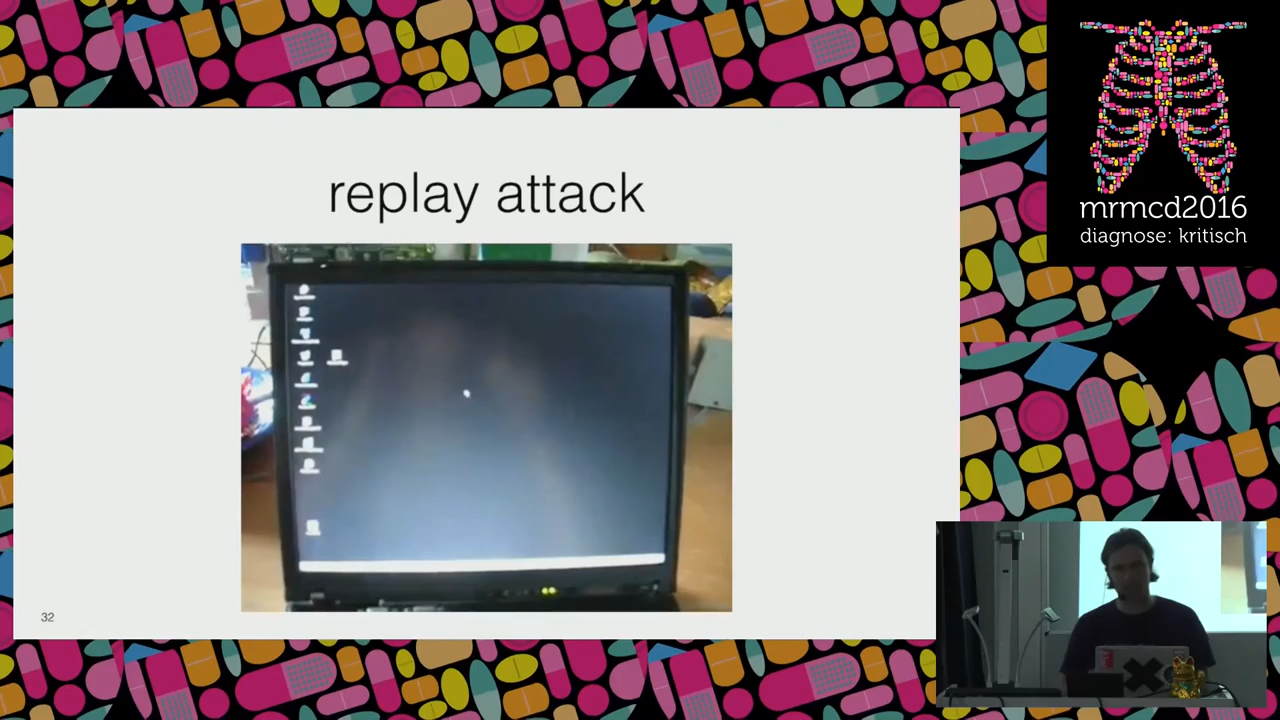 replay attack
32
mrmcd2016
diagnose: kritisch